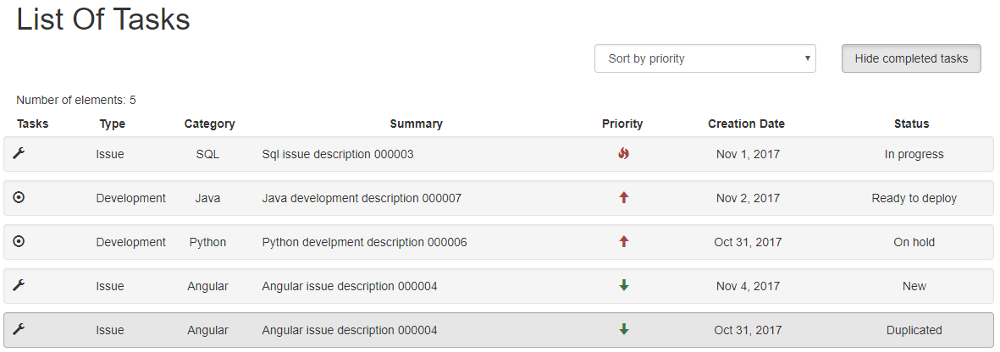 List Of Tasks
Sort by priority Hide completed tasks
Number of elements: 5
Tasks Type Category Summary Priority Creation Date Status
Issue SQL Sql issue description 000003 Nov 1, 2017 In progress
Development Java Java development description 000007 Nov 2, 2017 Ready to deploy
Development Python Python develpment description 000006 Oct 31, 2017 On hold
Issue Angular Angular issue description 000004 Nov 4, 2017 New
Issue Angular Angular issue description 000004 Oct 31, 2017 Duplicated